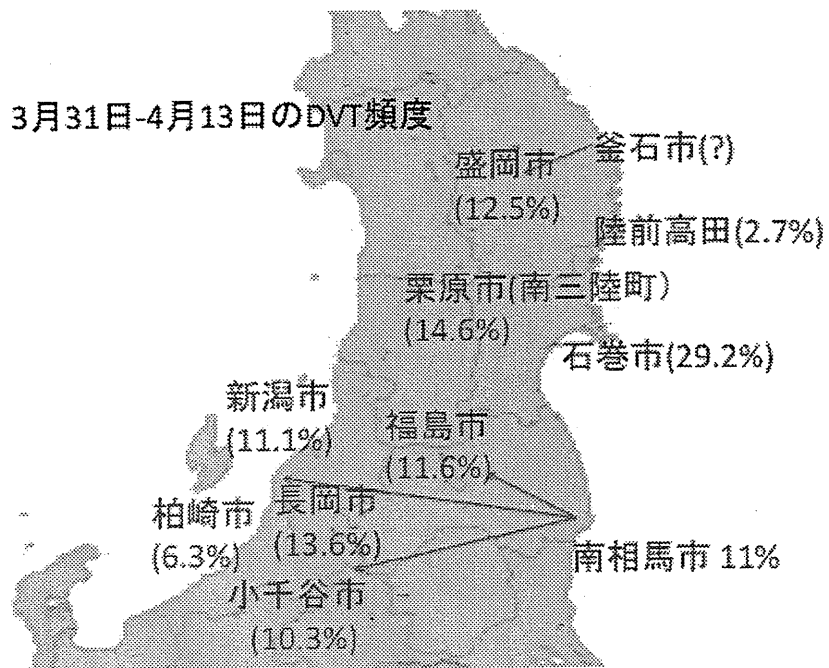 3月31日-4月13日のDVT頻度
盛岡市
(12.5%)
釜石市(?)
陸前高田(2.7%)
栗原市(南三陸町)
(14.6%)
石巻市(29.2%)
新潟市
(11.1%)
福島市
(11.6%)
柏崎市
(6.3%)
長岡市
(13.6%)
南相馬市 11%
小千谷市
(10.3%)